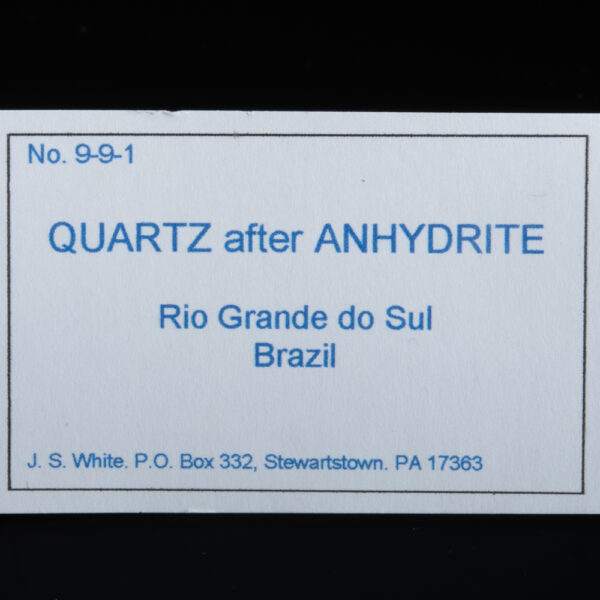 No. 9-9-1
QUARTZ after ANHYDRITE
Rio Grande do Sul
Brazil
J. S. White. P.O. Box 332, Stewartstown. PA 17363